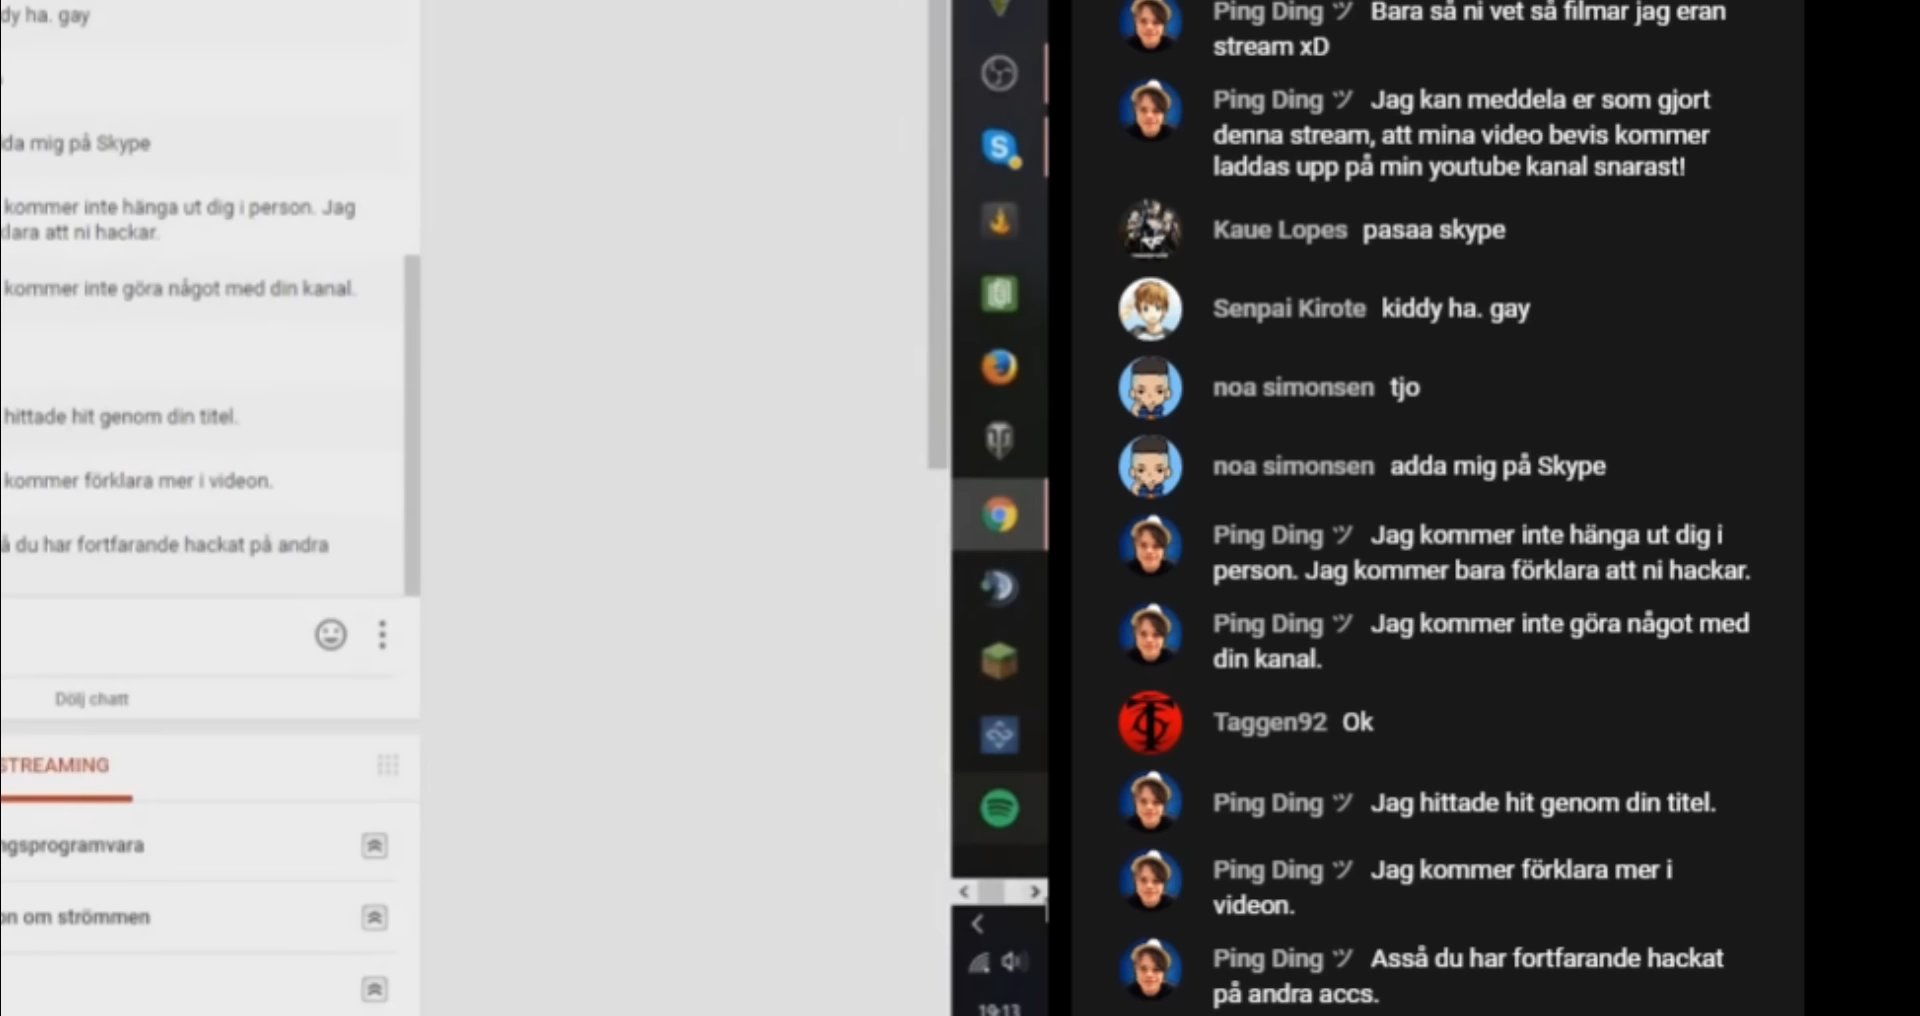 dy ha. gay
da mig på Skype
kommer inte hänga ut dig i person. Jag
klara att ni hackar.
kommer inte göra något med din kanal.
hittade hit genom din titel.
kommer förklara mer i videon.
å du har fortfarande hackat på andra
Dölj chatt
STREAMING
ngsprogramvara
on om strömmen
19:13
Ping Ding ツ Bara så ni vet så filmar jag eran
stream xD
Ping Ding ツ Jag kan meddela er som gjort
denna stream, att mina video bevis kommer
laddas upp på min youtube kanal snarast!
Kaue Lopes pasaa skype
Senpai Kirote kiddy ha. gay
noa simonsen tjo
noa simonsen adda mig på Skype
Ping Ding ツ Jag kommer inte hänga ut dig i
person. Jag kommer bara förklara att ni hackar.
Ping Ding ツ Jag kommer inte göra något med
din kanal.
Taggen92 Ok
Ping Ding ツ Jag hittade hit genom din titel.
Ping Ding ツ Jag kommer förklara mer i
videon.
Ping Ding ツ Asså du har fortfarande hackat
på andra accs.